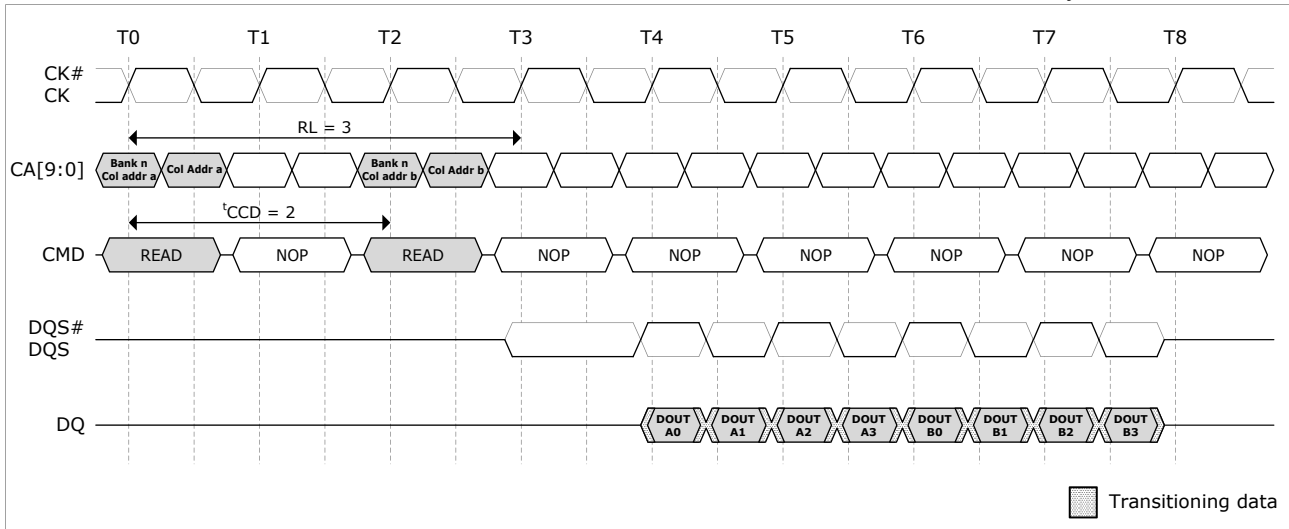 T0 T1 T2 T3 T4 T5 T6 T7 T8
CK#
CK
RL = 3
CA[9:0]
Bank n
Col addr a
Col Addr a
Bank n
Col addr b
Col Addr b
tCCD = 2
CMD READ NOP READ NOP NOP NOP NOP NOP NOP
DQS#
DQS
DQ
DOUT A0
DOUT A1
DOUT A2
DOUT A3
DOUT B0
DOUT B1
DOUT B2
DOUT B3
Transitioning data